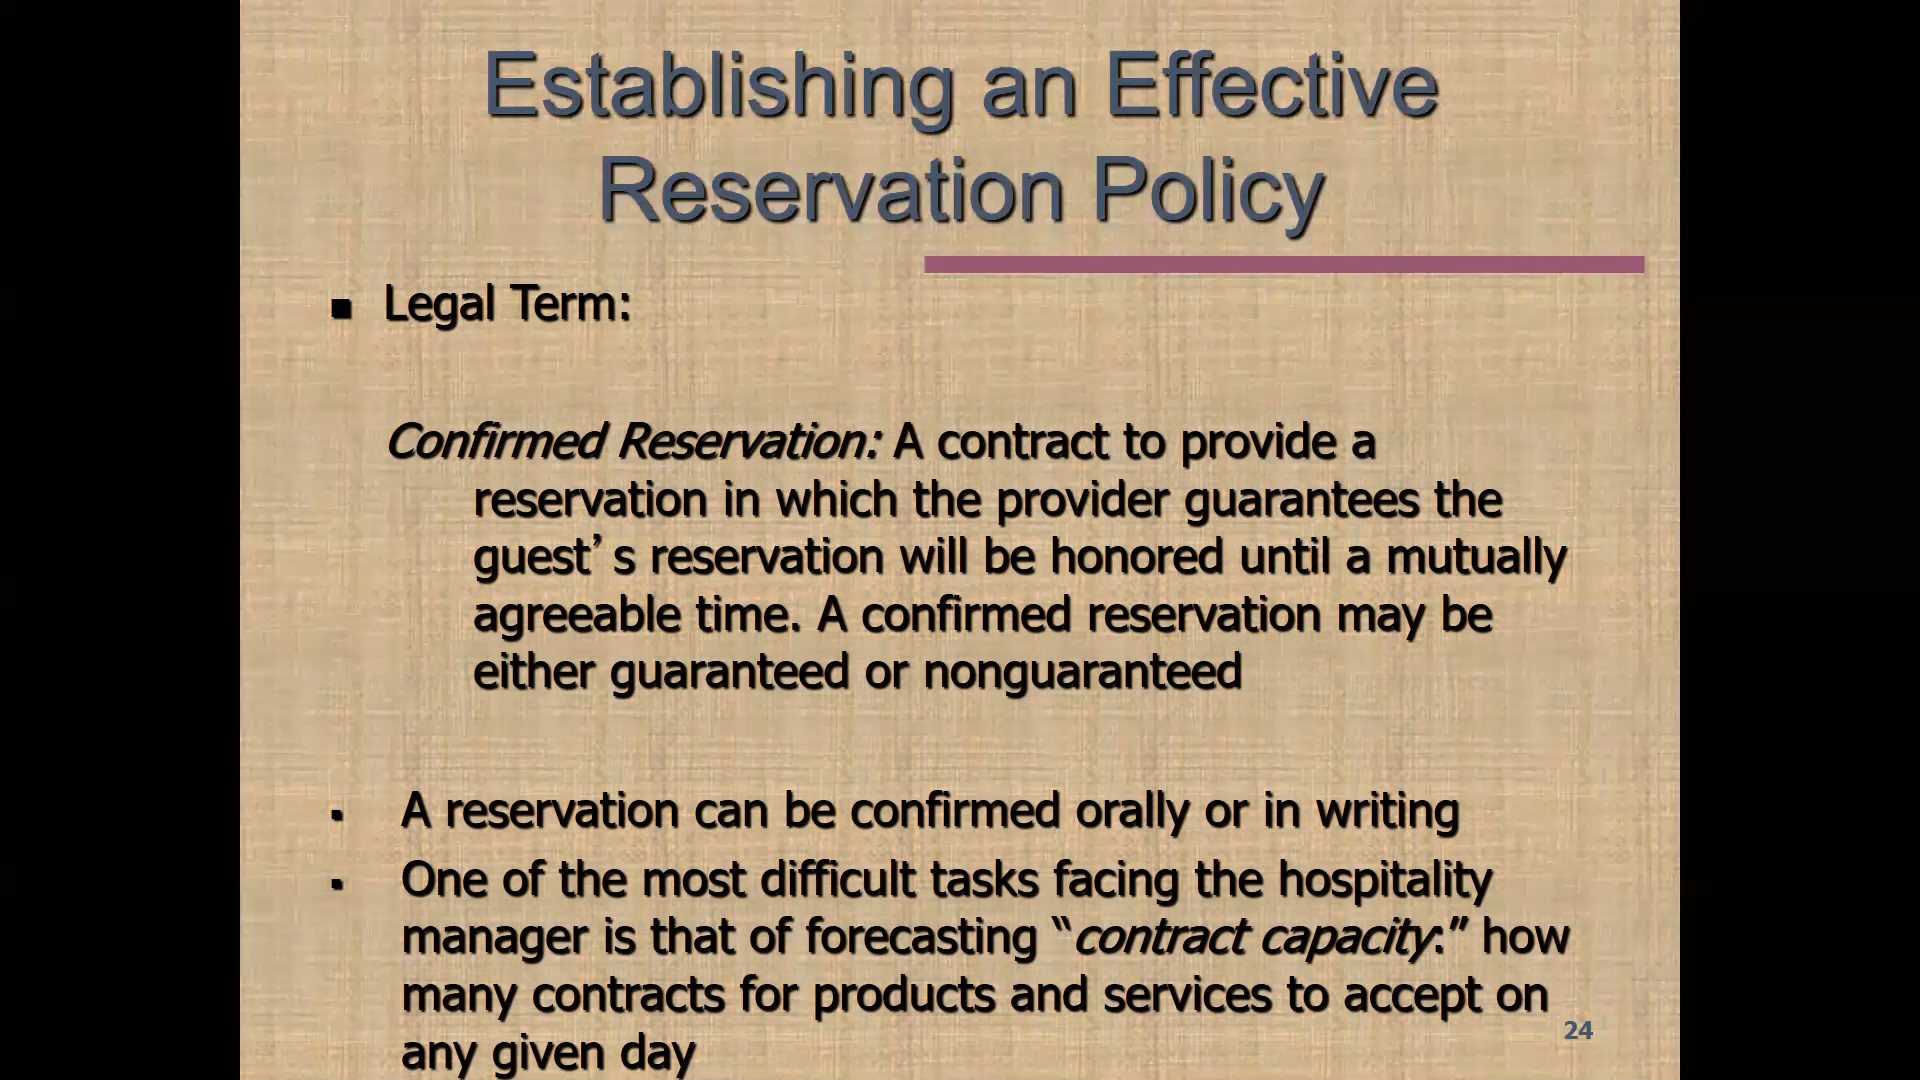 Establishing an Effective
Reservation Policy
■ Legal Term:
Confirmed Reservation: A contract to provide a
reservation in which the provider guarantees the
guest’s reservation will be honored until a mutually
agreeable time. A confirmed reservation may be
either guaranteed or nonguaranteed
▪ A reservation can be confirmed orally or in writing
▪ One of the most difficult tasks facing the hospitality
manager is that of forecasting “contract capacity:” how
many contracts for products and services to accept on
any given day
24